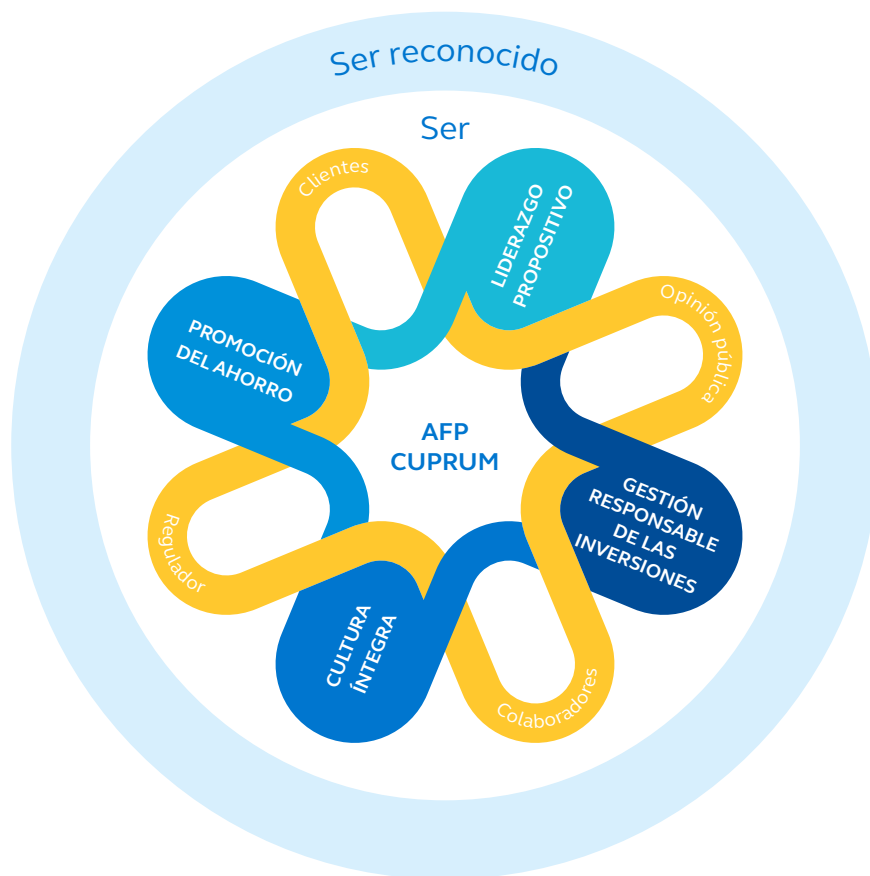 Ser reconocido
Ser
Clientes
LIDERAZGO
PROPOSITIVO
Opinión pública
PROMOCIÓN
DEL AHORRO
AFP
CUPRUM
GESTIÓN
RESPONSABLE
DE LAS
INVERSIONES
Regulador
CULTURA
ÍNTEGRA
Colaboradores